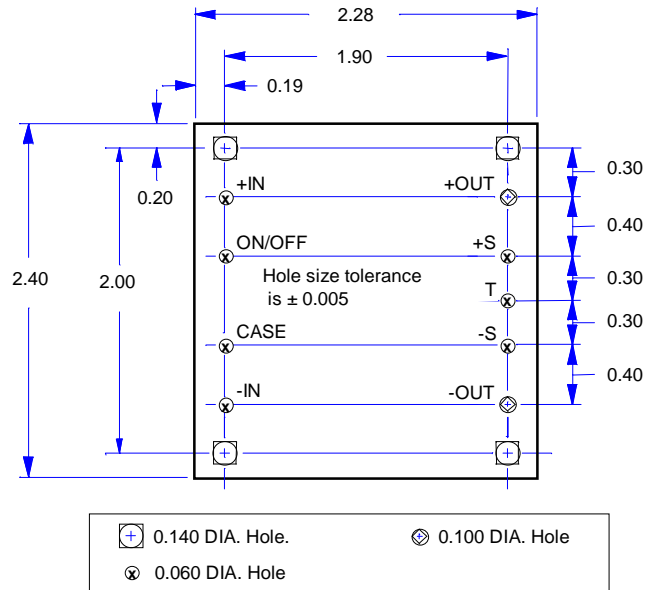 2.28
1.90
0.19
0.20
2.40
2.00
+IN
+OUT
0.30
0.40
ON/OFF
+S
Hole size tolerance
is ± 0.005
T
0.30
0.30
CASE
-S
0.40
-IN
-OUT
0.140 DIA. Hole.
0.100 DIA. Hole
0.060 DIA. Hole